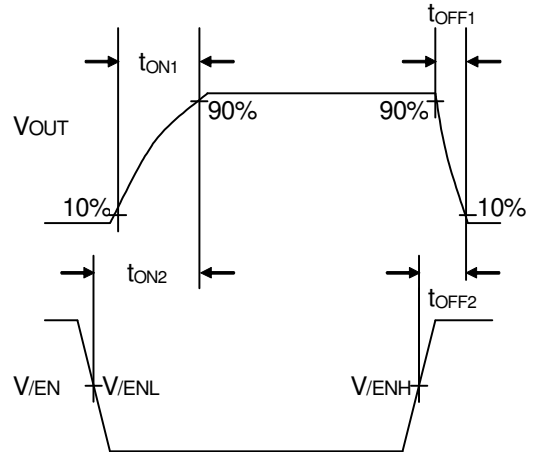 tOFF1
tON1
90% 90%
VOUT
10% 10%
tON2
tOFF2
V/EN V/ENL V/ENH